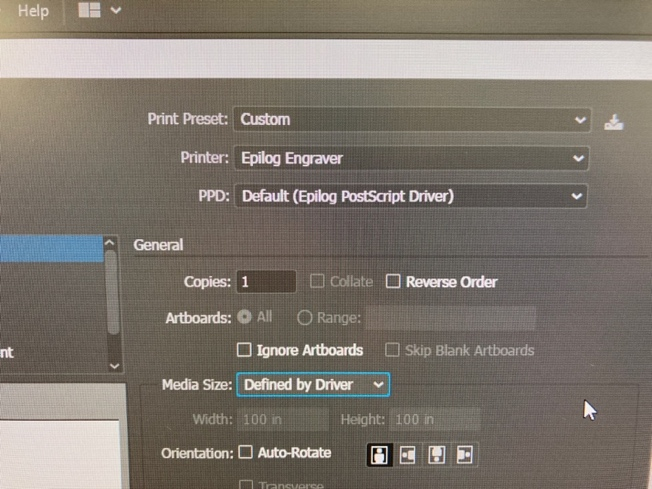 Help
Print Preset: Custom
Printer: Epilog Engraver
PPD: Default (Epilog PostScript Driver)
General
Copies: 1 Collate Reverse Order
Artboards: All Range:
nt
Ignore Artboards Skip Blank Artboards
Media Size: Defined by Driver
Width: 100 in Height: 100 in
Orientation: Auto-Rotate
Transverse